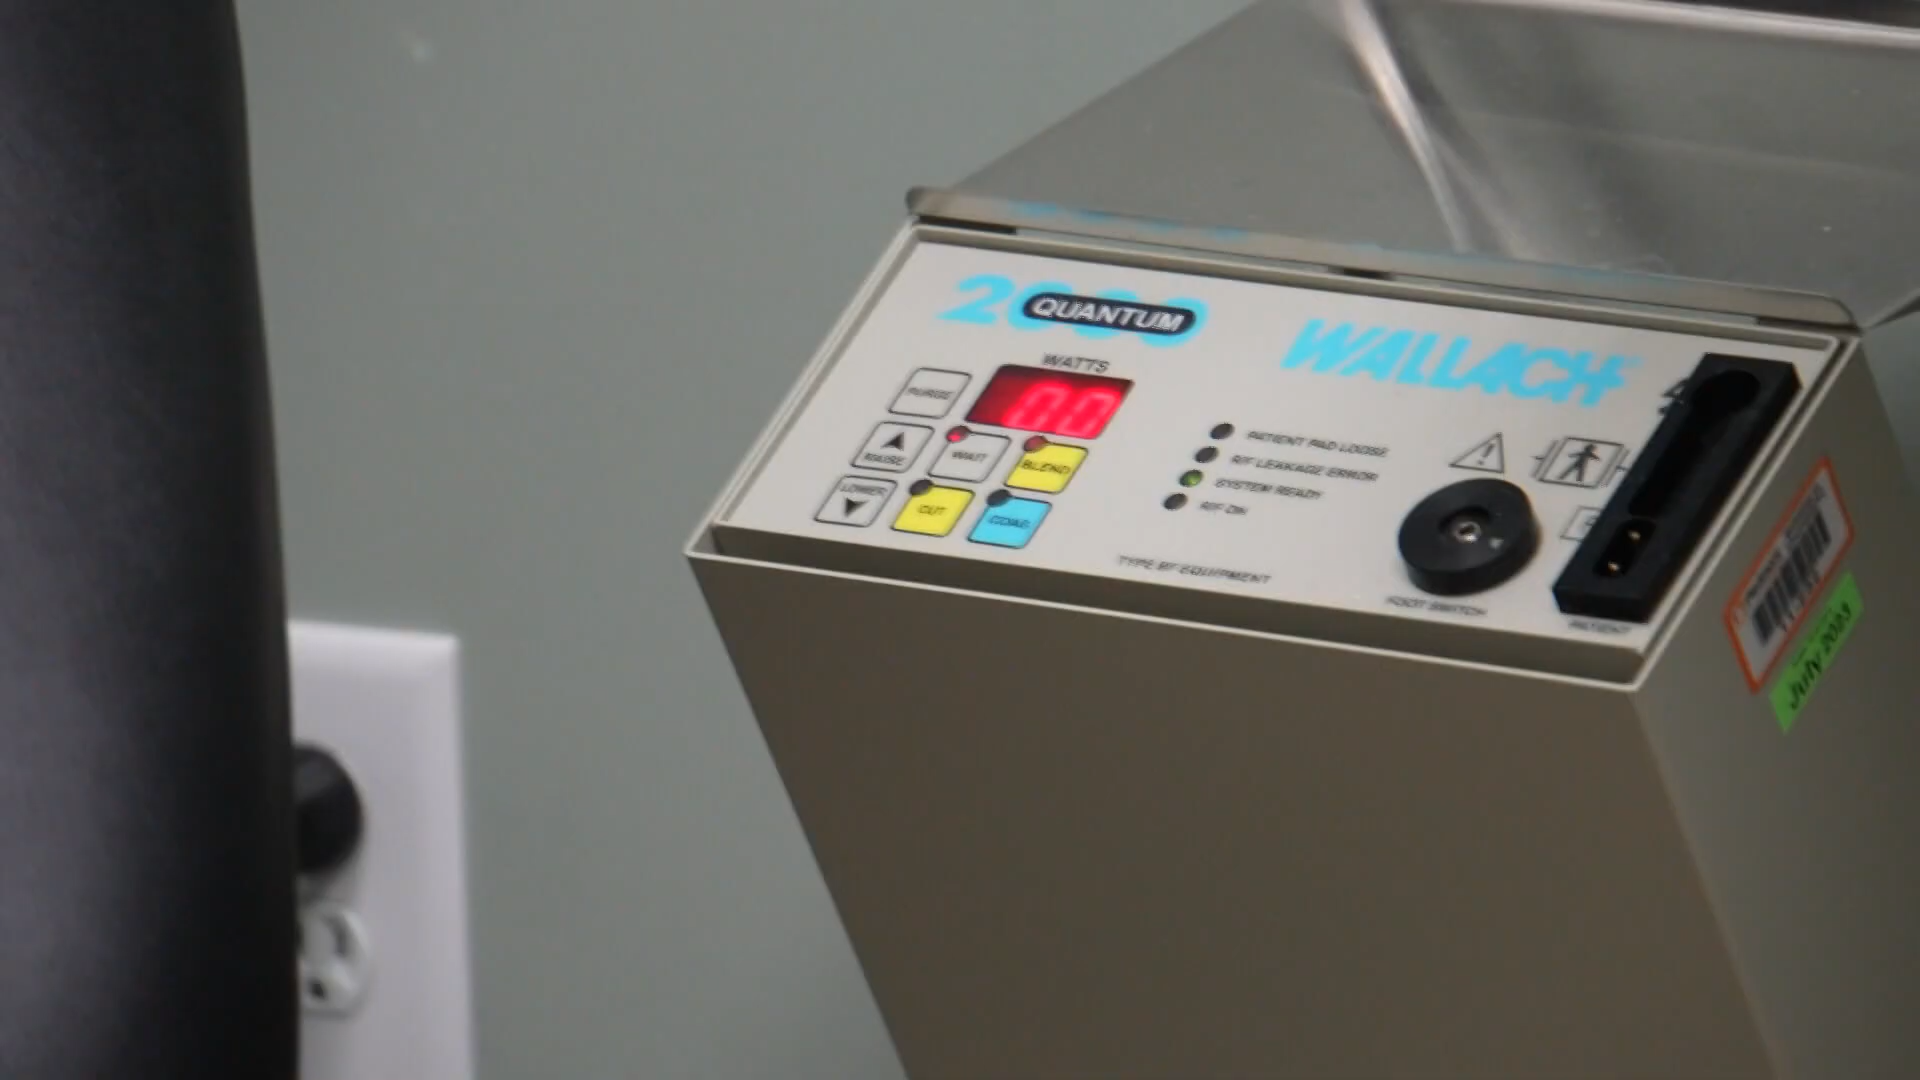 2000
QUANTUM
WALLACH
WATTS
00
PURGE
RAISE
WAIT
BLEND
LOWER
CUT
COAG
PATIENT PAD LOOSE
R/F LEAKAGE ERROR
SYSTEM READY
R/F ON
TYPE BF EQUIPMENT
FOOT SWITCH
PATIENT
July 2023